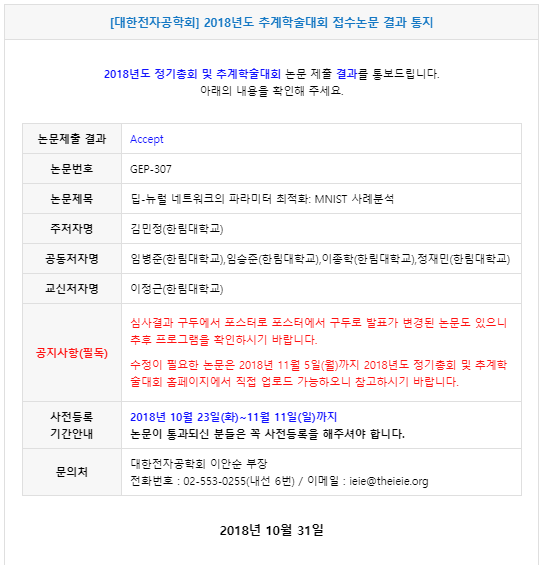 [대한전자공학회] 2018년도 추계학술대회 접수논문 결과 통지
2018년도 정기총회 및 추계학술대회 논문 제출 결과를 통보드립니다.
아래의 내용을 확인해 주세요.
논문제출 결과 Accept
논문번호 GEP-307
논문제목 딥-뉴럴 네트워크의 파라미터 최적화: MNIST 사례분석
주저자명 김민정(한림대학교)
공동저자명 임병준(한림대학교),임승준(한림대학교),이종학(한림대학교),정재민(한림대학교)
교신저자명 이정근(한림대학교)
공지사항(필독)
심사결과 구두에서 포스터로 포스터에서 구두로 발표가 변경된 논문도 있으니
추후 프로그램을 확인하시기 바랍니다.
수정이 필요한 논문은 2018년 11월 5일(월)까지 2018년도 정기총회 및 추계학
술대회 홈페이지에서 직접 업로드 가능하오니 참고하시기 바랍니다.
사전등록
기간안내
2018년 10월 23일(화)~11월 11일(일)까지
논문이 통과되신 분들은 꼭 사전등록을 해주셔야 합니다.
문의처
대한전자공학회 이안순 부장
전화번호 : 02-553-0255(내선 6번) / 이메일 : ieie@theieie.org
2018년 10월 31일